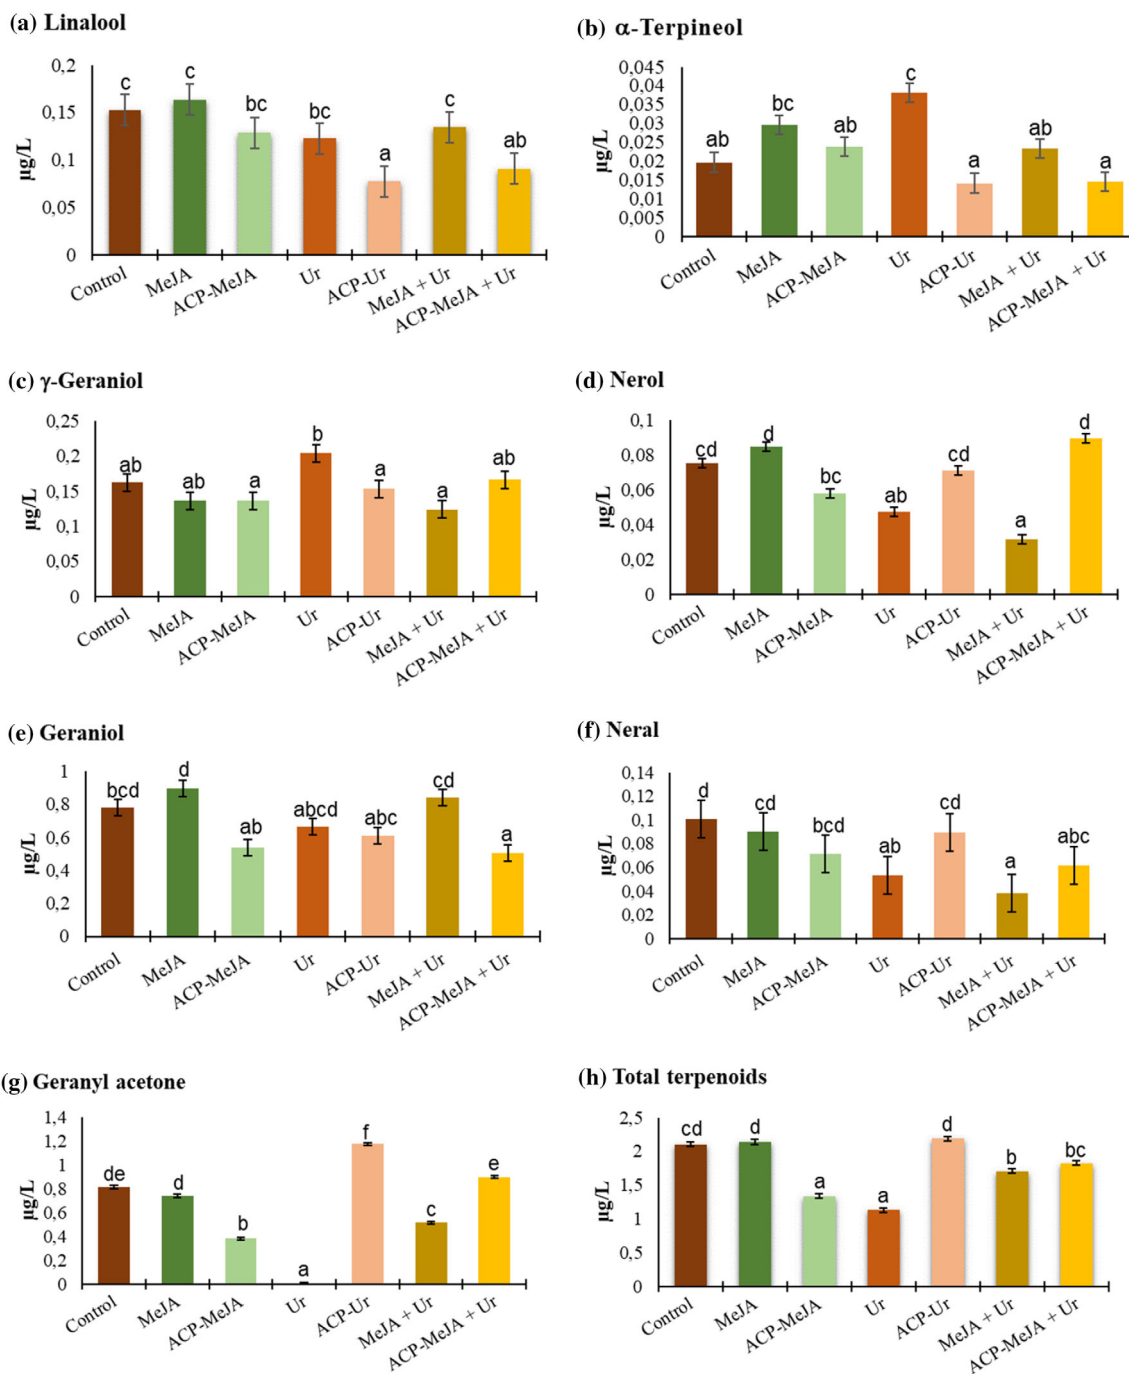 (a) Linalool
0,2
0,15
0,1
0,05
0
µg/L
c
c
bc
bc
a
c
ab
Control
MeJA
ACP-MeJA
Ur
ACP-Ur
MeJA + Ur
ACP-MeJA + Ur
(b) α-Terpineol
0,045
0,04
0,035
0,03
0,025
0,02
0,015
0,01
0,005
0
µg/L
ab
bc
ab
c
a
ab
a
Control
MeJA
ACP-MeJA
Ur
ACP-Ur
MeJA + Ur
ACP-MeJA + Ur
(c) γ-Geraniol
0,25
0,2
0,15
0,1
0,05
0
µg/L
ab
ab
a
b
a
a
ab
Control
MeJA
ACP-MeJA
Ur
ACP-Ur
MeJA + Ur
ACP-MeJA + Ur
(d) Nerol
0,1
0,08
0,06
0,04
0,02
0
µg/L
cd
d
bc
ab
cd
a
d
Control
MeJA
ACP-MeJA
Ur
ACP-Ur
MeJA + Ur
ACP-MeJA + Ur
(e) Geraniol
1
0,8
0,6
0,4
0,2
0
µg/L
bcd
d
ab
abcd
abc
cd
a
Control
MeJA
ACP-MeJA
Ur
ACP-Ur
MeJA + Ur
ACP-MeJA + Ur
(f) Neral
0,14
0,12
0,1
0,08
0,06
0,04
0,02
0
µg/L
d
cd
bcd
ab
cd
a
abc
Control
MeJA
ACP-MeJA
Ur
ACP-Ur
MeJA + Ur
ACP-MeJA + Ur
(g) Geranyl acetone
1,4
1,2
1
0,8
0,6
0,4
0,2
0
µg/L
de
d
b
a
f
c
e
Control
MeJA
ACP-MeJA
Ur
ACP-Ur
MeJA + Ur
ACP-MeJA + Ur
(h) Total terpenoids
2,5
2
1,5
1
0,5
0
µg/L
cd
d
a
a
d
b
bc
Control
MeJA
ACP-MeJA
Ur
ACP-Ur
MeJA + Ur
ACP-MeJA + Ur